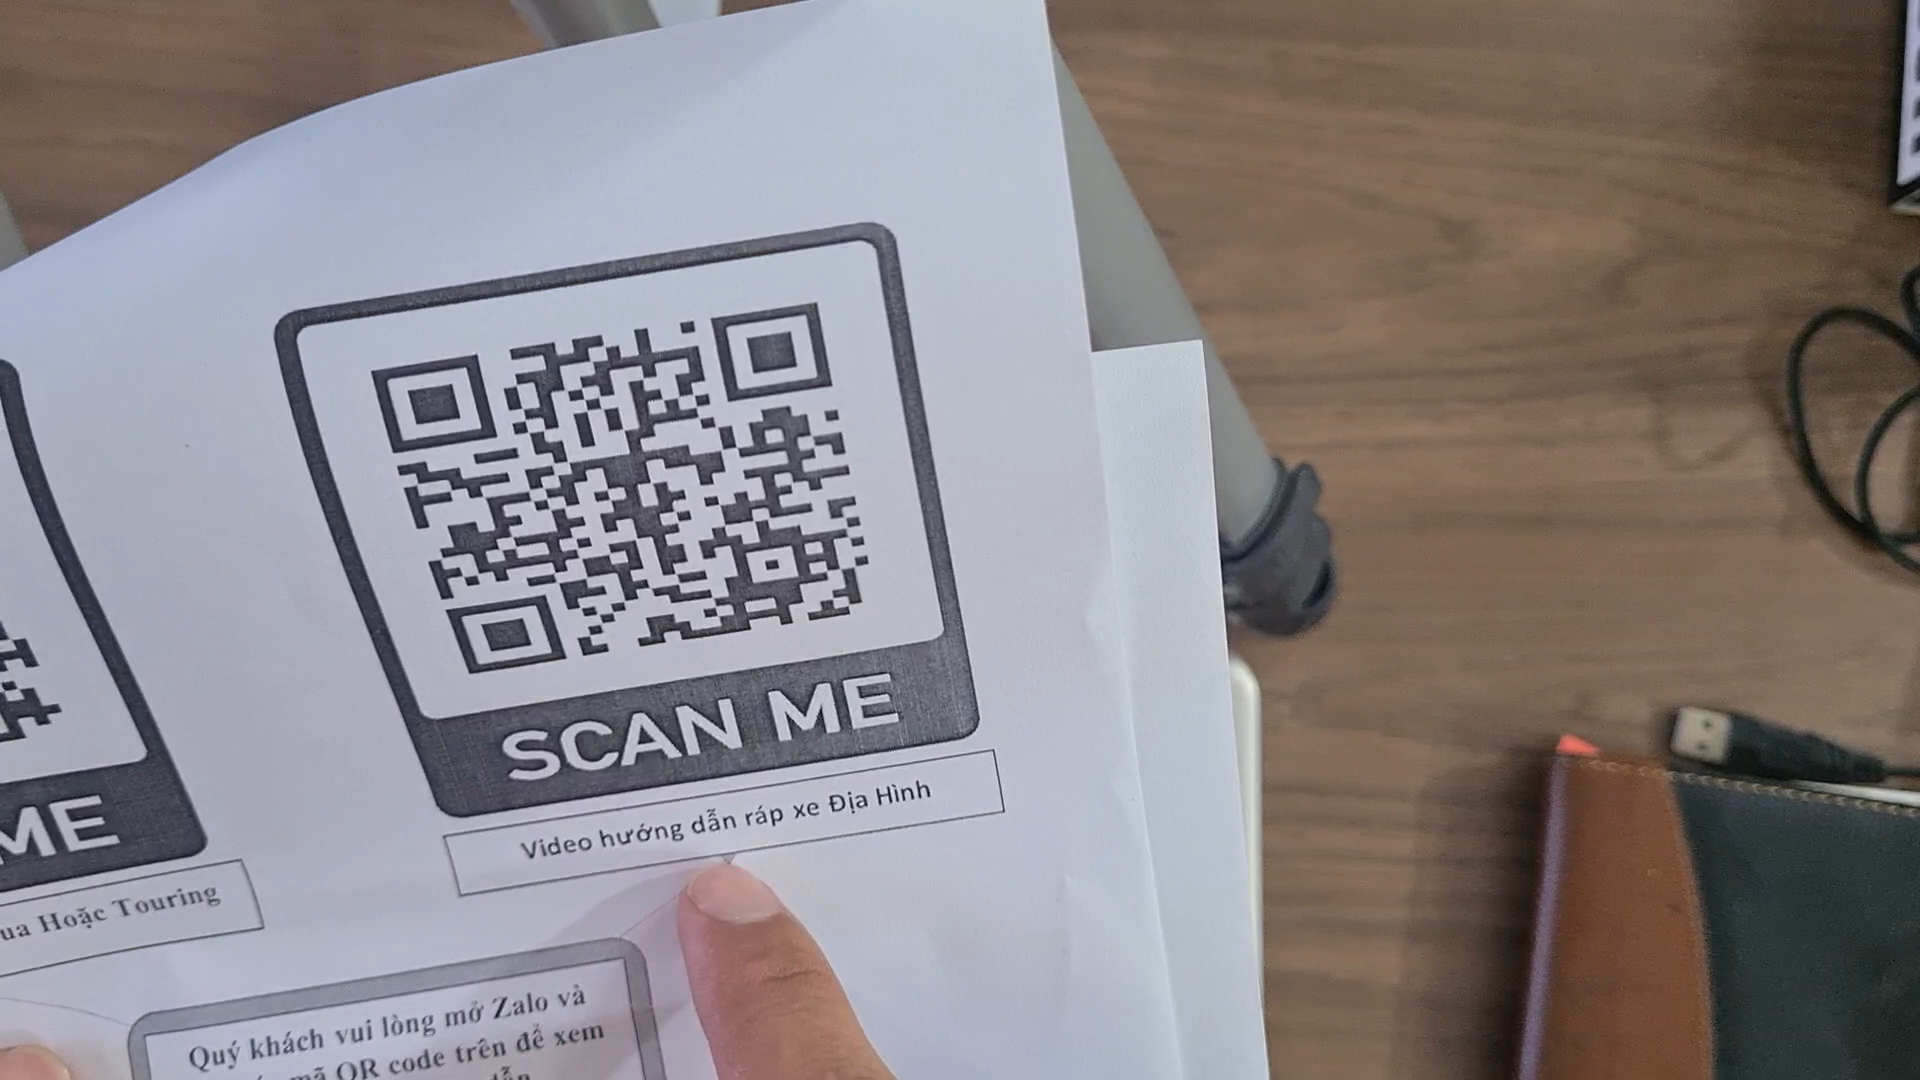 SCAN ME
Video hướng dẫn ráp xe Địa Hình
ME
Hoặc Touring
Quý khách vui lòng mở Zalo và
mã QR code trên để xem